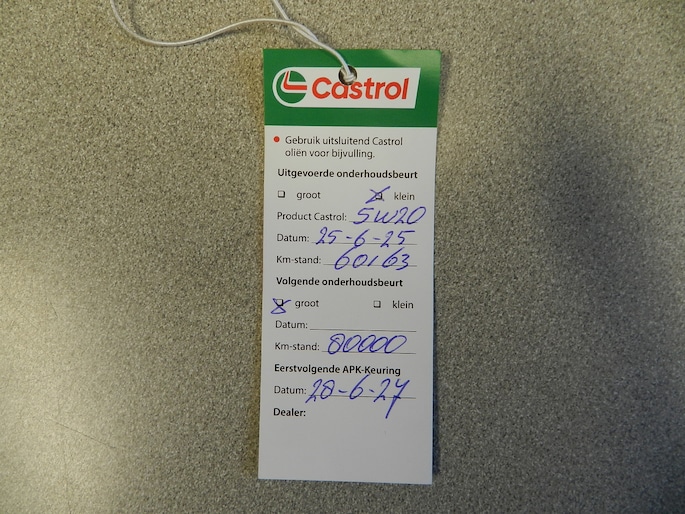 Castrol
Gebruik uitsluitend Castrol
oliën voor bijvulling.
Uitgevoerde onderhoudsbeurt
groot klein
Product Castrol: 5W20
Datum: 25-6-25
Km-stand: 60163
Volgende onderhoudsbeurt
groot klein
Datum:
Km-stand: 80000
Eerstvolgende APK-Keuring
Datum: 28-6-27
Dealer: